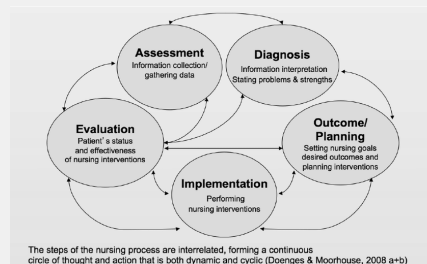 Assessment
Information collection/
gathering data
Diagnosis
Information interpretation
Stating problems & strengths
Evaluation
Patient`s status
and effectiveness
of nursing interventions
Outcome/
Planning
Setting nursing goals
desired outcomes and
planning interventions
Implementation
Performing
nursing interventions
The steps of the nursing process are interrelated, forming a continuous
circle of thought and action that is both dynamic and cyclic (Doenges & Moorhouse, 2008 a+b)